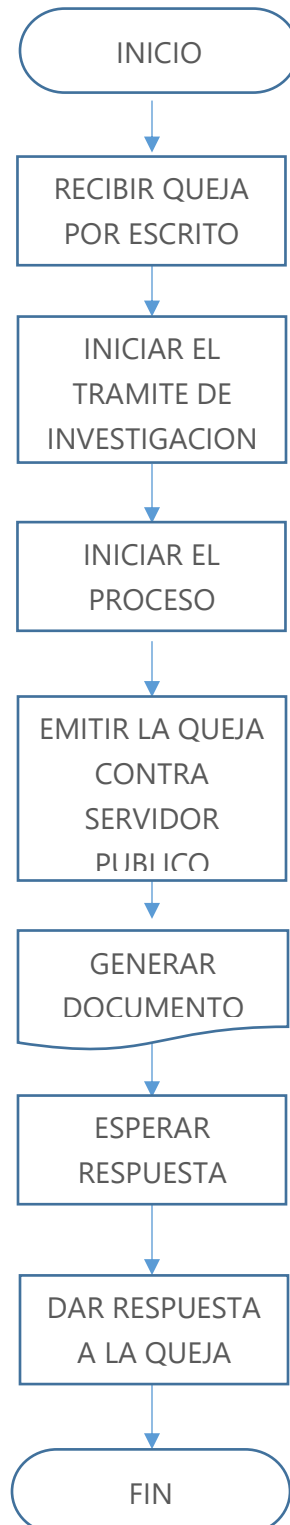 INICIO
RECIBIR QUEJA
POR ESCRITO
INICIAR EL
TRAMITE DE
INVESTIGACION
INICIAR EL
PROCESO
EMITIR LA QUEJA
CONTRA
SERVIDOR
PUBLICO
GENERAR
DOCUMENTO
ESPERAR
RESPUESTA
DAR RESPUESTA
A LA QUEJA
FIN